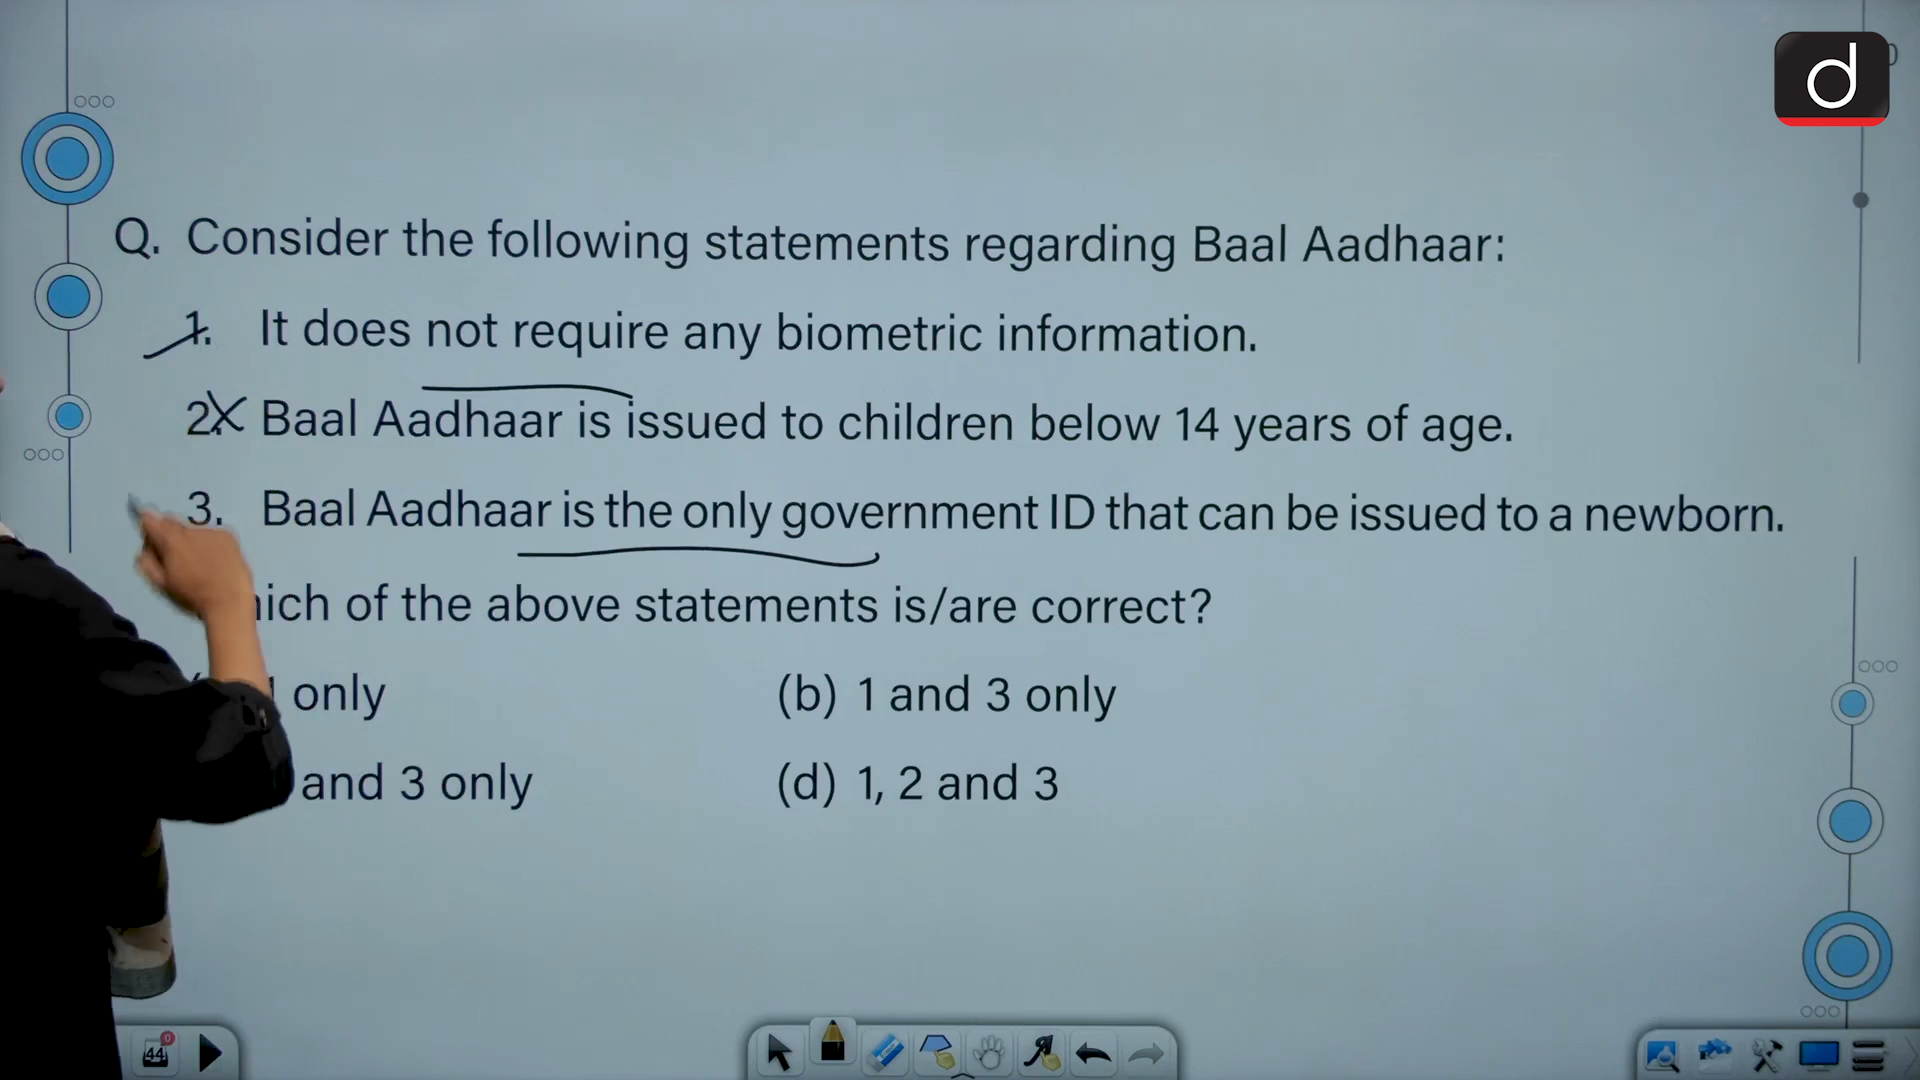 Q. Consider the following statements regarding Baal Aadhaar:
1. It does not require any biometric information.
2. Baal Aadhaar is issued to children below 14 years of age.
3. Baal Aadhaar is the only government ID that can be issued to a newborn.
of the above statements is/are correct?
only
(b) 1 and 3 only
and 3 only
(d) 1, 2 and 3
44
0
d